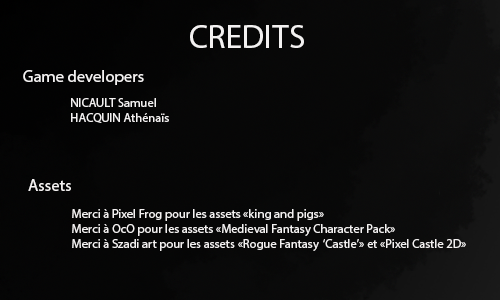 CREDITS
Game developers
NICAULT Samuel
HACQUIN Athénaïs
Assets
Merci à Pixel Frog pour les assets «king and pigs»
Merci à OcO pour les assets «Medieval Fantasy Character Pack»
Merci à Szadi art pour les assets «Rogue Fantasy ‘Castle’» et «Pixel Castle 2D»